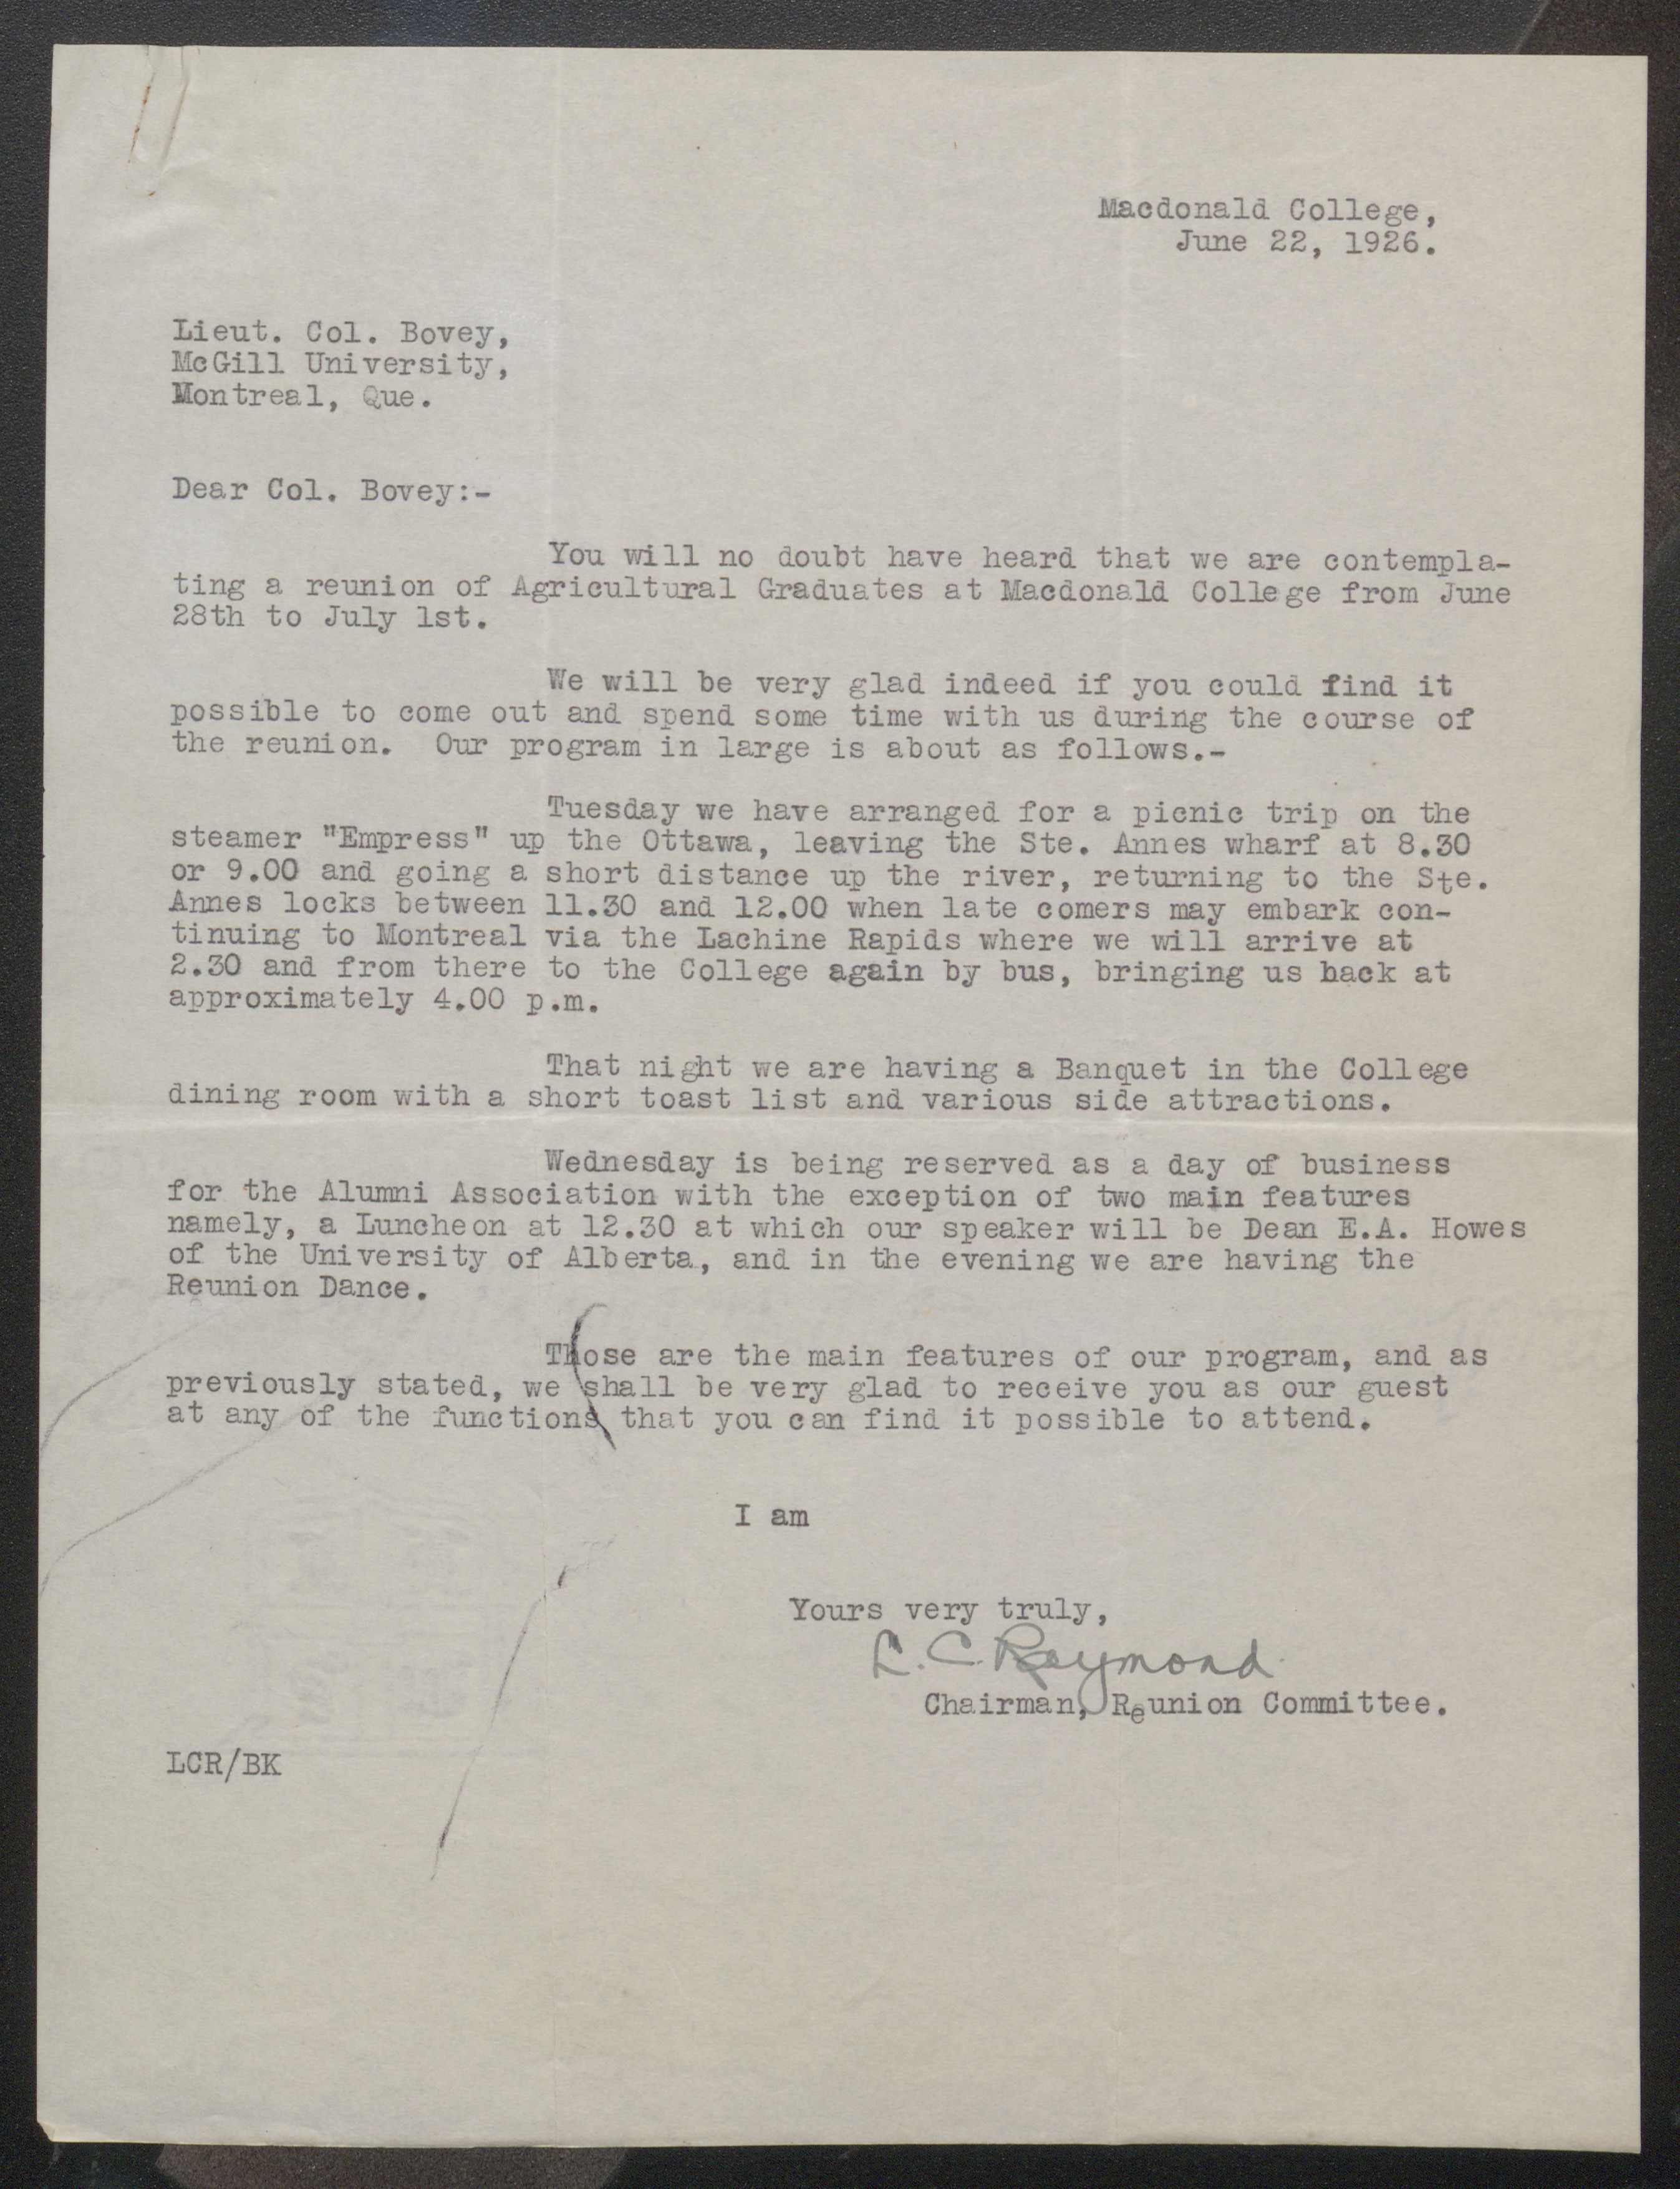 Macdonald College,
June 22, 1926.
Lieut. Col. Bovey,
McGill University,
Montreal, Que.
Dear Col. Bovey:-
You will no doubt have heard that we are contempla-
ting a reunion of Agricultural Graduates at Macdonald College from June
28th to July 1st.
We will be very glad indeed if you could find it
possible to come out and spend some time with us during the course of
the reunion. Our program in large is about as follows.-
Tuesday we have arranged for a picnic trip on the
steamer "Empress" up the Ottawa, leaving the Ste. Annes wharf at 8.30
or 9.00 and going a short distance up the river, returning to the Ste.
Annes locks between 11.30 and 12.00 when late comers may embark con-
tinuing to Montreal via the Lachine Rapids where we will arrive at
2.30 and from there to the College again by bus, bringing us back at
approximately 4.00 p.m.
That night we are having a Banquet in the College
dining room with a short toast list and various side attractions.
Wednesday is being reserved as a day of business
for the Alumni Association with the exception of two main features
namely, a Luncheon at 12.30 at which our speaker will be Dean E.A. Howes
of the University of Alberta, and in the evening we are having the
Reunion Dance.
Those are the main features of our program, and as
previously stated, we shall be very glad to receive you as our guest
at any of the functions that you can find it possible to attend.
I am
Yours very truly,
L. C. Raymond
Chairman, Reunion Committee.
LCR/BK